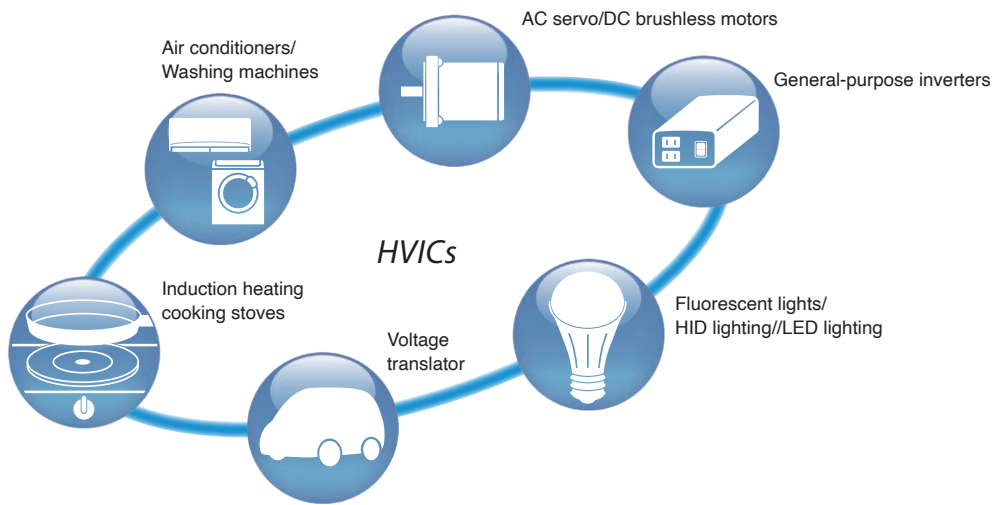 AC servo/DC brushless motors
Air conditioners/
Washing machines
General-purpose inverters
HVICs
Induction heating
cooking stoves
Fluorescent lights/
HID lighting//LED lighting
Voltage
translator